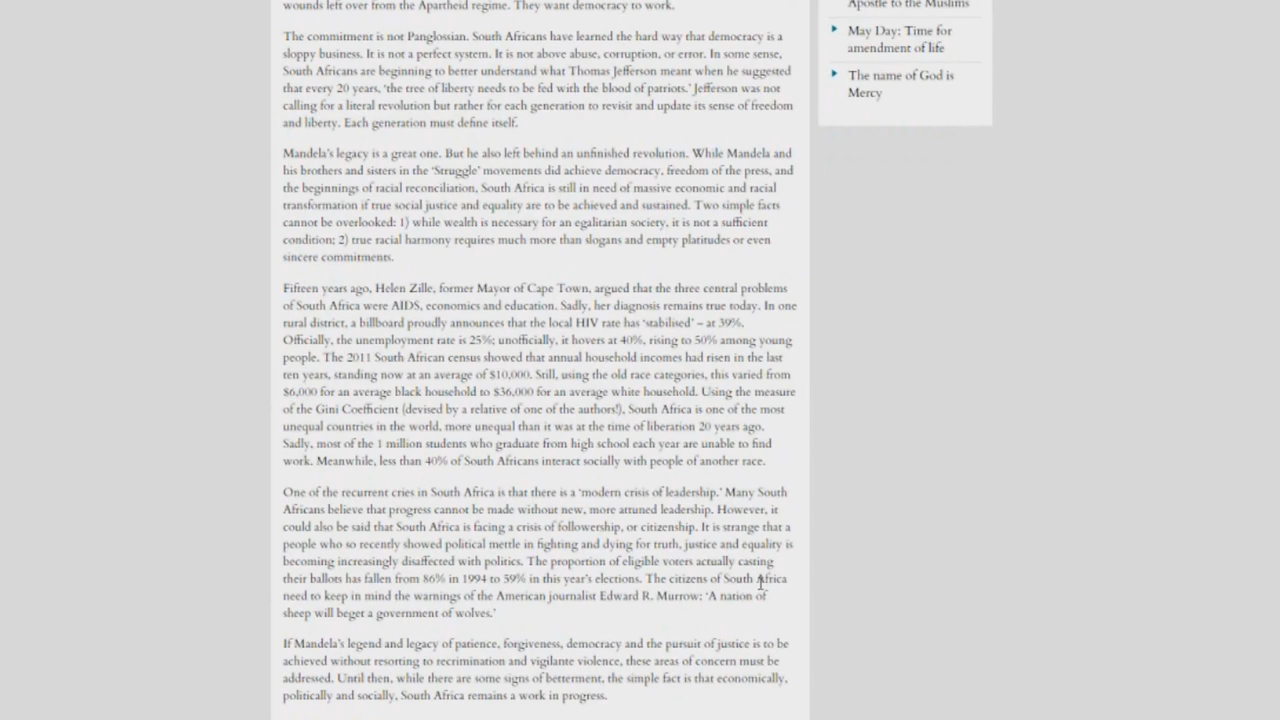 wounds left over from the Apartheid regime. They want democracy to work.
The commitment is not Panglossian. South Africans have learned the hard way that democracy is a
sloppy business. It is not a perfect system. It is not above abuse, corruption, or error. In some sense,
South Africans are beginning to better understand what Thomas Jefferson meant when he suggested
that every 20 years, ‘the tree of liberty needs to be fed with the blood of patriots.’ Jefferson was not
calling for a literal revolution but rather for each generation to revisit and update its sense of freedom
and liberty. Each generation must define itself.
Mandela’s legacy is a great one. But he also left behind an unfinished revolution. While Mandela and
his brothers and sisters in the ‘Struggle’ movements did achieve democracy, freedom of the press, and
the beginnings of racial reconciliation, South Africa is still in need of massive economic and racial
transformation if true social justice and equality are to be achieved and sustained. Two simple facts
cannot be overlooked: 1) while wealth is necessary for an egalitarian society, it is not a sufficient
condition; 2) true racial harmony requires much more than slogans and empty platitudes or even
sincere commitments.
Fifteen years ago, Helen Zille, former Mayor of Cape Town, argued that the three central problems
of South Africa were AIDS, economics and education. Sadly, her diagnosis remains true today. In one
rural district, a billboard proudly announces that the local HIV rate has ‘stabilised’ – at 39%.
Officially, the unemployment rate is 25%; unofficially, it hovers at 40%, rising to 50% among young
people. The 2011 South African census showed that annual household incomes had risen in the last
ten years, standing now at an average of $10,000. Still, using the old race categories, this varied from
$6,000 for an average black household to $36,000 for an average white household. Using the measure
of the Gini Coefficient (devised by a relative of one of the authors!), South Africa is one of the most
unequal countries in the world, more unequal than it was at the time of liberation 20 years ago.
Sadly, most of the 1 million students who graduate from high school each year are unable to find
work. Meanwhile, less than 40% of South Africans interact socially with people of another race.
One of the recurrent cries in South Africa is that there is a ‘modern crisis of leadership.’ Many South
Africans believe that progress cannot be made without new, more attuned leadership. However, it
could also be said that South Africa is facing a crisis of followership, or citizenship. It is strange that a
people who so recently showed political mettle in fighting and dying for truth, justice and equality is
becoming increasingly disaffected with politics. The proportion of eligible voters actually casting
their ballots has fallen from 86% in 1994 to 59% in this year’s elections. The citizens of South Africa
need to keep in mind the warnings of the American journalist Edward R. Murrow: ‘A nation of
sheep will beget a government of wolves.’
If Mandela’s legend and legacy of patience, forgiveness, democracy and the pursuit of justice is to be
achieved without resorting to recrimination and vigilante violence, these areas of concern must be
addressed. Until then, while there are some signs of betterment, the simple fact is that economically,
politically and socially, South Africa remains a work in progress.
Apostle to the Muslims
May Day: Time for
amendment of life
The name of God is
Mercy